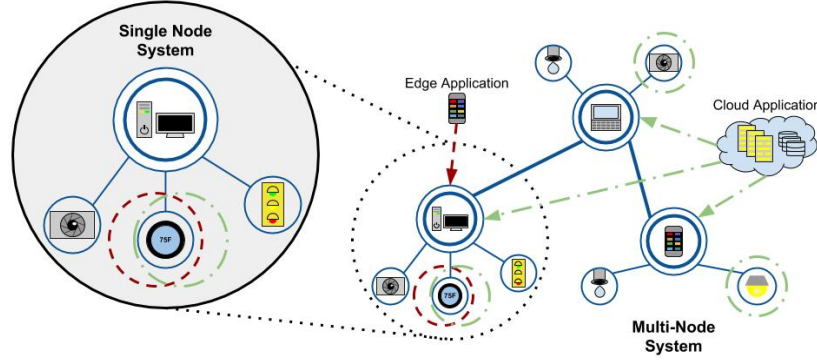 Single Node
System
75F
Edge Application
Cloud Application
75F
Multi-Node
System